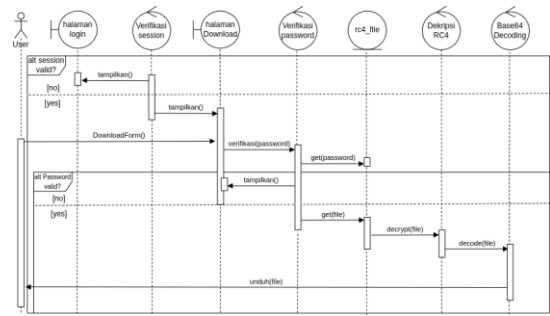 User
halaman
login
Verifikasi
session
halaman
Download
Verifikasi
password
rc4_file
Dekripsi
RC4
Base64
Decoding
alt session
valid?
tampilkan()
[no]
[yes]
tampilkan()
DownloadForm()
verifikasi(password)
get(password)
alt Password
valid?
tampilkan()
[no]
[yes]
get(file)
decrypt(file)
decode(file)
unduh(file)